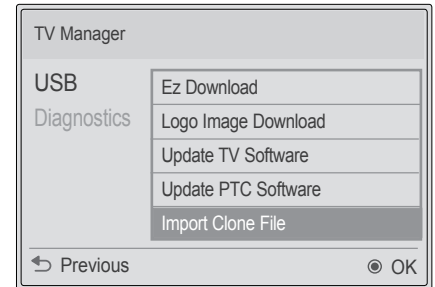 TV Manager
USB
Diagnostics
Ez Download
Logo Image Download
Update TV Software
Update PTC Software
Import Clone File
Previous
OK